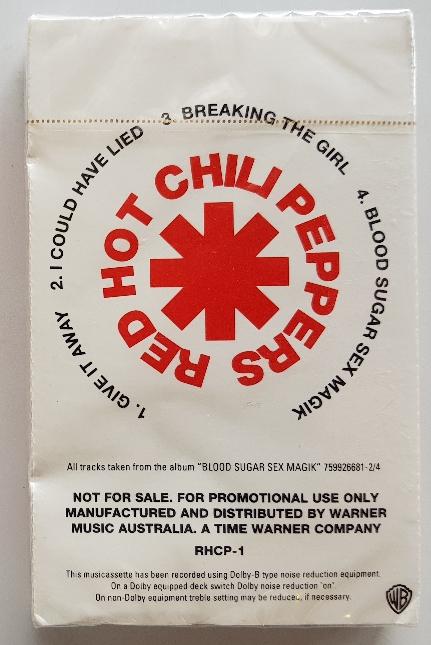 1. GIVE IT AWAY 2. I COULD HAVE LIED 3. BREAKING THE GIRL 4. BLOOD SUGAR SEX MAGIK
RED HOT CHILI PEPPERS
All tracks taken from the album "BLOOD SUGAR SEX MAGIK" 759926681-2/4
NOT FOR SALE. FOR PROMOTIONAL USE ONLY
MANUFACTURED AND DISTRIBUTED BY WARNER
MUSIC AUSTRALIA. A TIME WARNER COMPANY
RHCP-1
This musicassette has been recorded using Dolby-B type noise reduction equipment.
On a Dolby equipped deck switch Dolby noise reduction "on".
On non-Dolby equipment treble setting may be reduced, if necessary.
WB